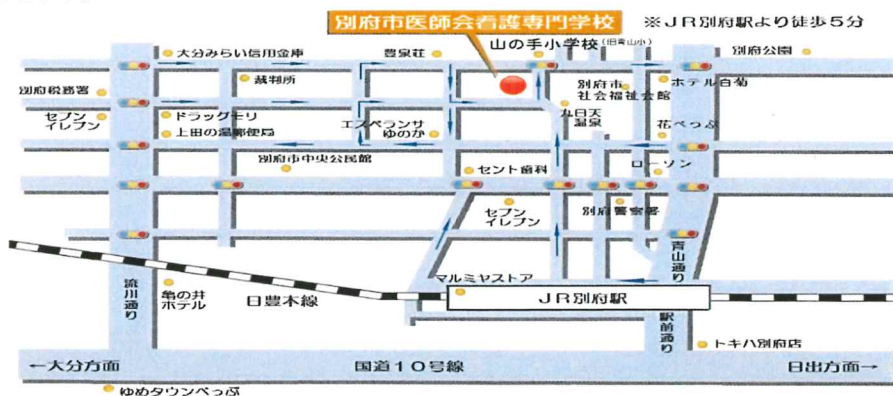 別府市医師会看護専門学校
※JR別府駅より徒歩5分
大分みらい信用金庫
豊泉荘
山の手小学校(旧青山小)
別府公園
裁判所
別府税務署
別府市
社会福祉会館
ホテル白菊
セブン
イレブン
ドラッグモリ
上田の湯郵便局
エスペランサ
ゆのか
九日天
温泉
花べっぷ
別府市中央公民館
セント歯科
ローソン
セブン
イレブン
別府警察署
青山通り
マルミヤストア
流川通り
亀の井
ホテル
日豊本線
JR別府駅
駅前通り
トキハ別府店
←大分方面
国道10号線
日出方面→
ゆめタウンべっぷ